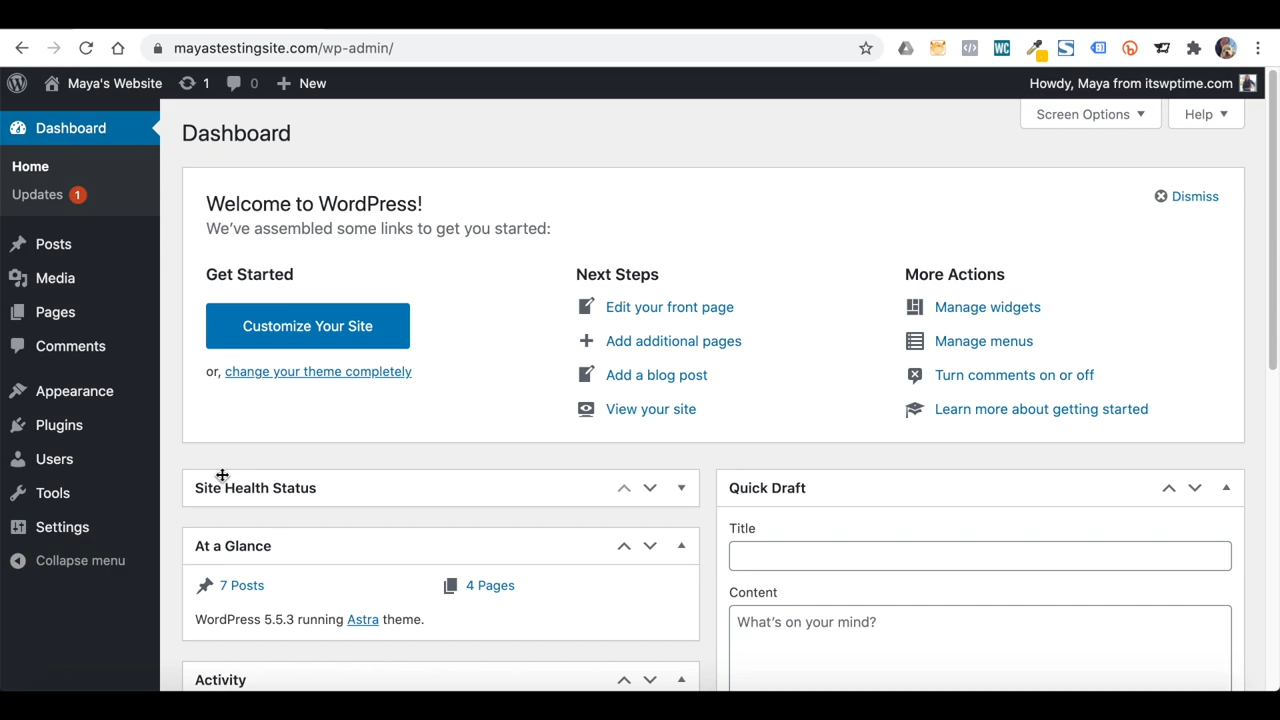 mayastestingsite.com/wp-admin/
Maya's Website 1 0 New Howdy, Maya from itswptime.com
Dashboard
Home
Updates 1
Posts
Media
Pages
Comments
Appearance
Plugins
Users
Tools
Settings
Collapse menu
Dashboard
Screen Options Help
Welcome to WordPress!
Dismiss
We've assembled some links to get you started:
Get Started
Customize Your Site
or, change your theme completely
Next Steps
Edit your front page
Add additional pages
Add a blog post
View your site
More Actions
Manage widgets
Manage menus
Turn comments on or off
Learn more about getting started
Site Health Status
At a Glance
7 Posts 4 Pages
WordPress 5.5.3 running Astra theme.
Activity
Quick Draft
Title
Content
What's on your mind?